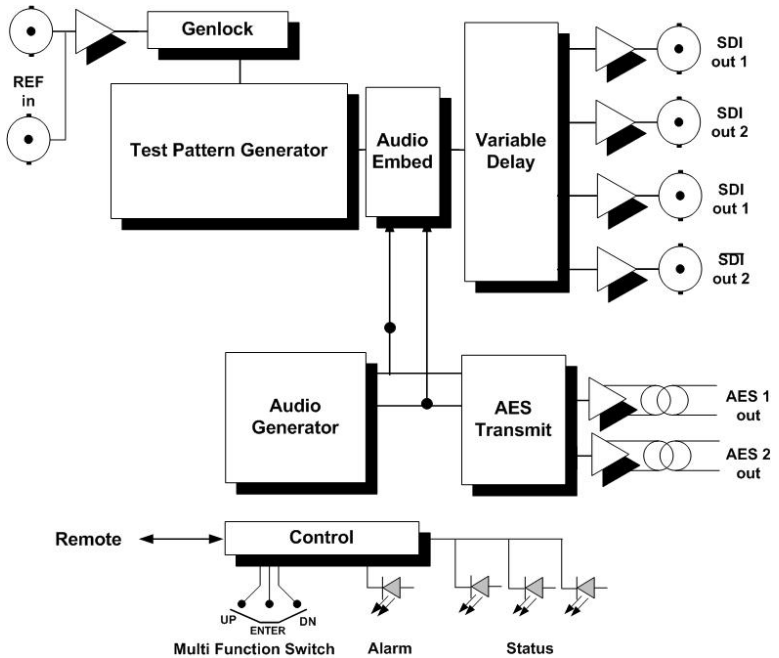 Genlock
REF
in
Test Pattern Generator
Audio
Embed
Variable
Delay
SDI
out 1
SDI
out 2
SDI
out 1
SDI
out 2
Audio
Generator
AES
Transmit
AES 1
out
AES 2
out
Remote
Control
UP
ENTER
DN
Multi Function Switch
Alarm
Status